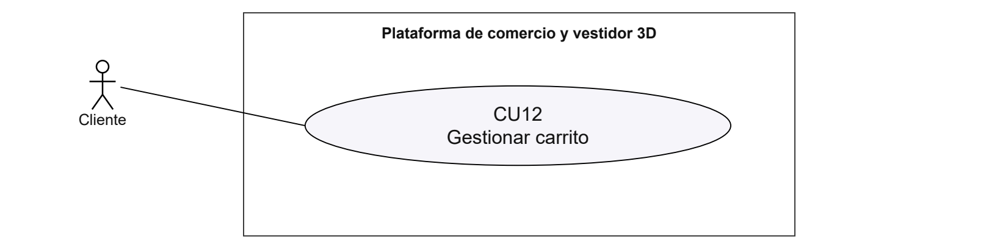 Plataforma de comercio y vestidor 3D
Cliente
CU12
Gestionar carrito